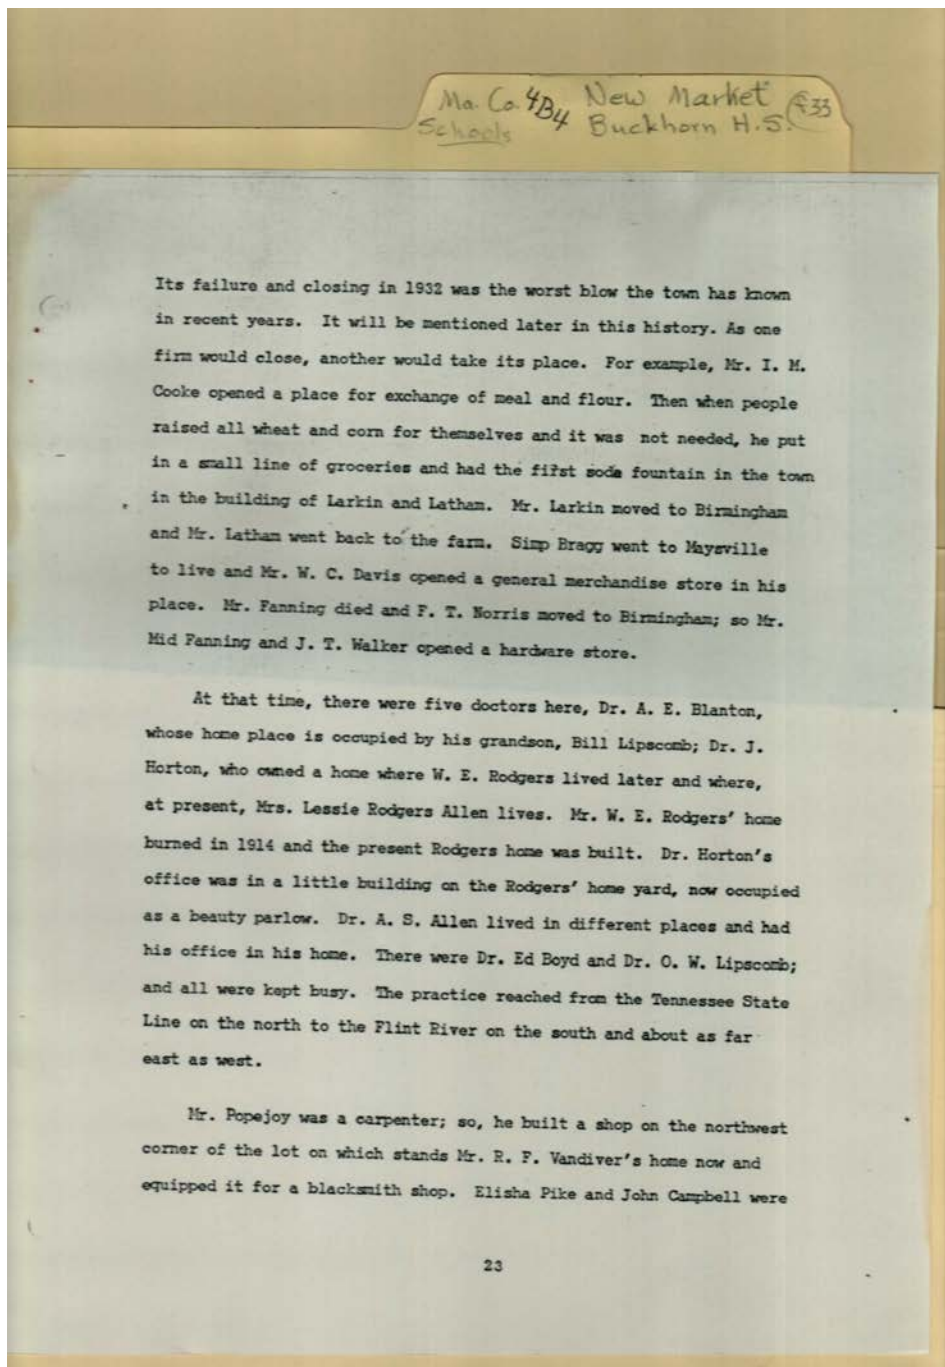 Ma. Co. 4B4 New Market F33
Schools Buckhorn H.S.
Its failure and closing in 1932 was the worst blow the town has known
in recent years. It will be mentioned later in this history. As one
firm would close, another would take its place. For example, Mr. I. M.
Cooke opened a place for exchange of meal and flour. Then when people
raised all wheat and corn for themselves and it was not needed, he put
in a small line of groceries and had the first soda fountain in the town
in the building of Larkin and Latham. Mr. Larkin moved to Birmingham
and Mr. Latham went back to the farm. Simp Bragg went to Maysville
to live and Mr. W. C. Davis opened a general merchandise store in his
place. Mr. Fanning died and F. T. Norris moved to Birmingham; so Mr.
Mid Fanning and J. T. Walker opened a hardware store.
At that time, there were five doctors here, Dr. A. E. Blanton,
whose home place is occupied by his grandson, Bill Lipscomb; Dr. J.
Horton, who owned a home where W. E. Rodgers lived later and where,
at present, Mrs. Lessie Rodgers Allen lives. Mr. W. E. Rodgers' home
burned in 1914 and the present Rodgers home was built. Dr. Horton's
office was in a little building on the Rodgers' home yard, now occupied
as a beauty parlow. Dr. A. S. Allen lived in different places and had
his office in his home. There were Dr. Ed Boyd and Dr. O. W. Lipscomb;
and all were kept busy. The practice reached from the Tennessee State
Line on the north to the Flint River on the south and about as far
east as west.
Mr. Popejoy was a carpenter; so, he built a shop on the northwest
corner of the lot on which stands Mr. R. F. Vandiver's home now and
equipped it for a blacksmith shop. Elisha Pike and John Campbell were
23